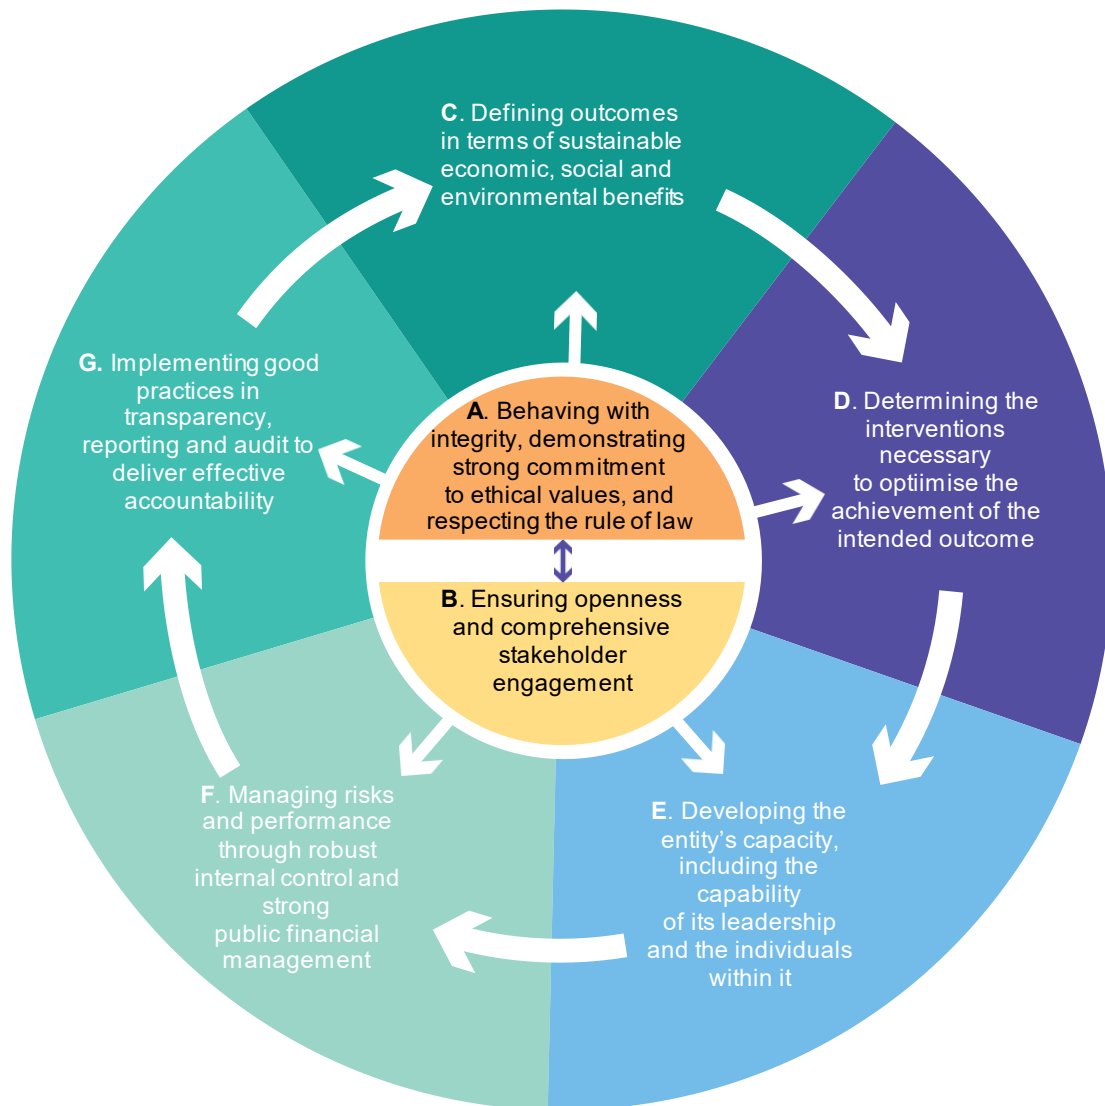 C. Defining outcomes
in terms of sustainable
economic, social and
environmental benefits
G. Implementing good
practices in
transparency,
reporting and audit to
deliver effective
accountability
A. Behaving with
integrity, demonstrating
strong commitment
to ethical values, and
respecting the rule of law
D. Determining the
interventions
necessary
to optimise the
achievement of the
intended outcome
B. Ensuring openness
and comprehensive
stakeholder
engagement
F. Managing risks
and performance
through robust
internal control and
strong
public financial
management
E. Developing the
entity's capacity,
including the
capability
of its leadership
and the individuals
within it